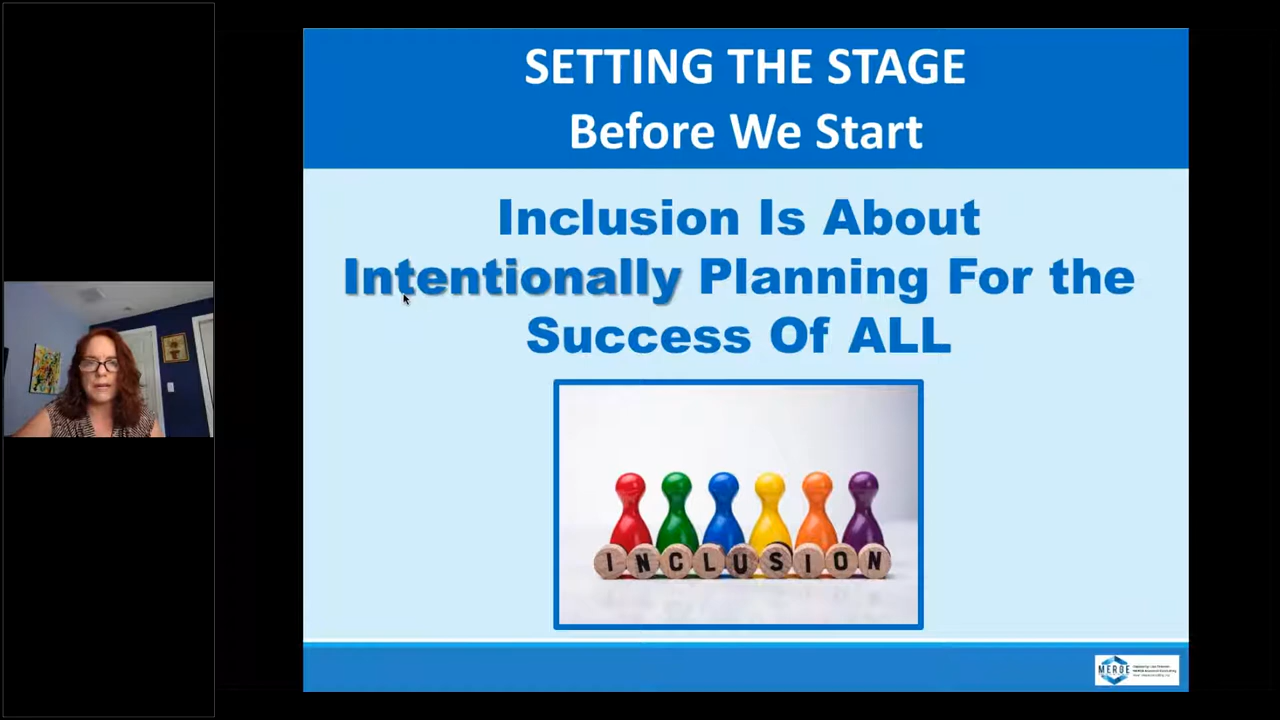 SETTING THE STAGE
Before We Start
Inclusion Is About
Intentionally Planning For the
Success Of ALL
INCLUSION
MERGE